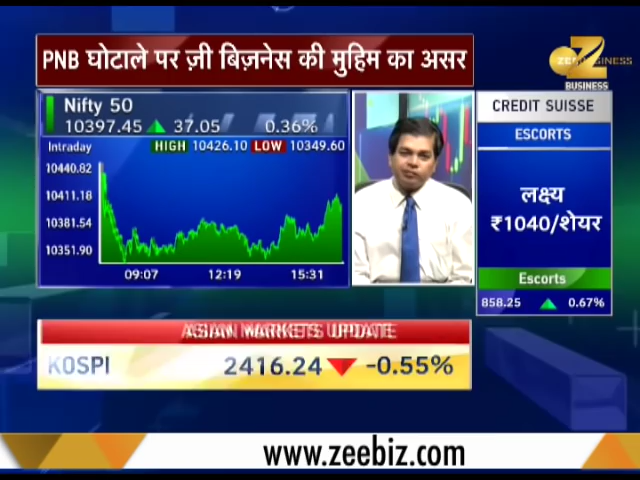 PNB घोटाले पर ज़ी बिज़नेस की मुहिम का असर
ZEE BUSINESS
BUSINESS
Nifty 50
10397.45 37.05 0.36%
Intraday HIGH 10426.10 LOW 10349.60
10440.82
10411.18
10381.54
10351.90
09:07 12:19 15:31
CREDIT SUISSE
ESCORTS
लक्ष्य
₹1040/शेयर
Escorts
858.25 0.67%
ASIAN MARKETS UPDATE
KOSPI 2416.24 -0.55%
www.zeebiz.com